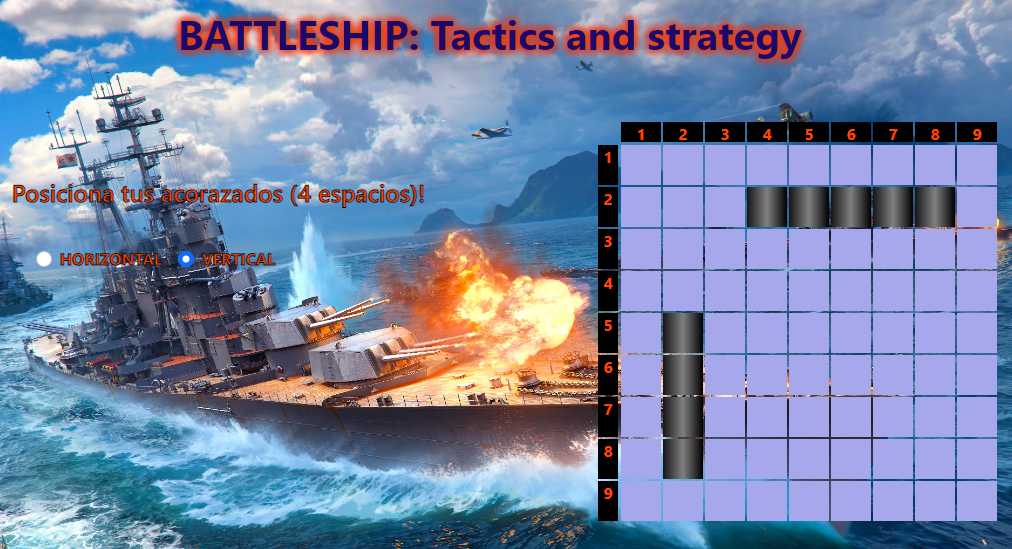 BATTLESHIP: Tactics and strategy
Posiciona tus acorazados (4 espacios)!
HORIZONTAL VERTICAL
1 2 3 4 5 6 7 8 9
1
2
3
4
5
6
7
8
9